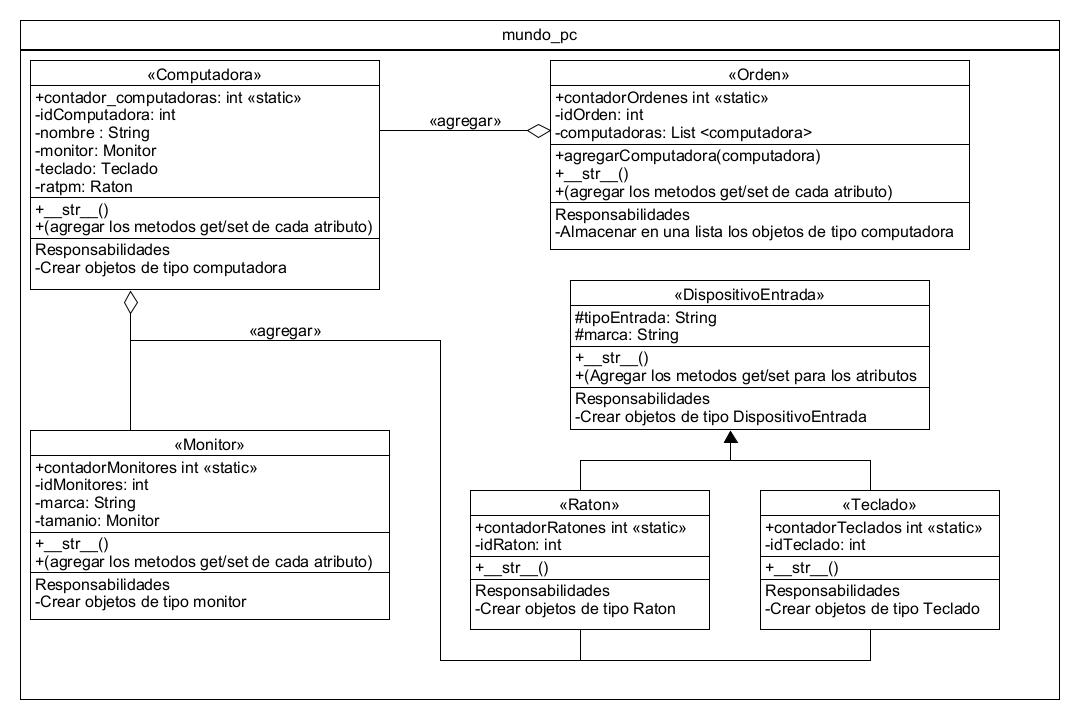 mundo_pc
«Computadora»
+contador_computadoras: int «static»
-idComputadora: int
-nombre : String
-monitor: Monitor
-teclado: Teclado
-ratpm: Raton
+__str__()
+(agregar los metodos get/set de cada atributo)
Responsabilidades
-Crear objetos de tipo computadora
«agregar»
«Orden»
+contadorOrdenes int «static»
-idOrden: int
-computadoras: List <computadora>
+agregarComputadora(computadora)
+__str__()
+(agregar los metodos get/set de cada atributo)
Responsabilidades
-Almacenar en una lista los objetos de tipo computadora
«agregar»
«DispositivoEntrada»
#tipoEntrada: String
#marca: String
+__str__()
+(Agregar los metodos get/set para los atributos
Responsabilidades
-Crear objetos de tipo DispositivoEntrada
«Monitor»
+contadorMonitores int «static»
-idMonitores: int
-marca: String
-tamanio: Monitor
+__str__()
+(agregar los metodos get/set de cada atributo)
Responsabilidades
-Crear objetos de tipo monitor
«Raton»
+contadorRatones int «static»
-idRaton: int
+__str__()
Responsabilidades
-Crear objetos de tipo Raton
«Teclado»
+contadorTeclados int «static»
-idTeclado: int
+__str__()
Responsabilidades
-Crear objetos de tipo Teclado